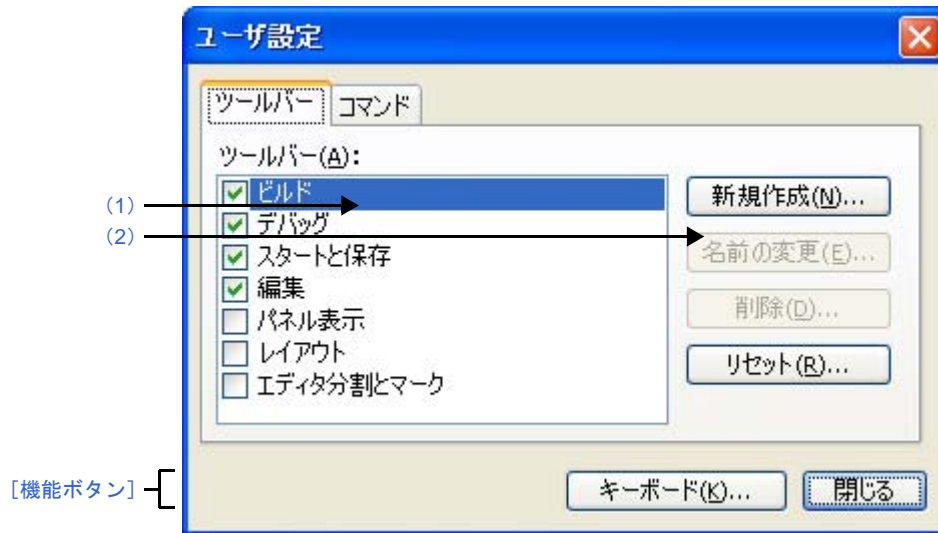 ユーザ設定
ツールバー コマンド
ツールバー(A):
(1)
(2)
ビルド
デバッグ
スタートと保存
編集
パネル表示
レイアウト
エディタ分割とマーク
新規作成(N)...
名前の変更(E)...
削除(D)...
リセット(R)...
[機能ボタン]
キーボード(K)... 閉じる